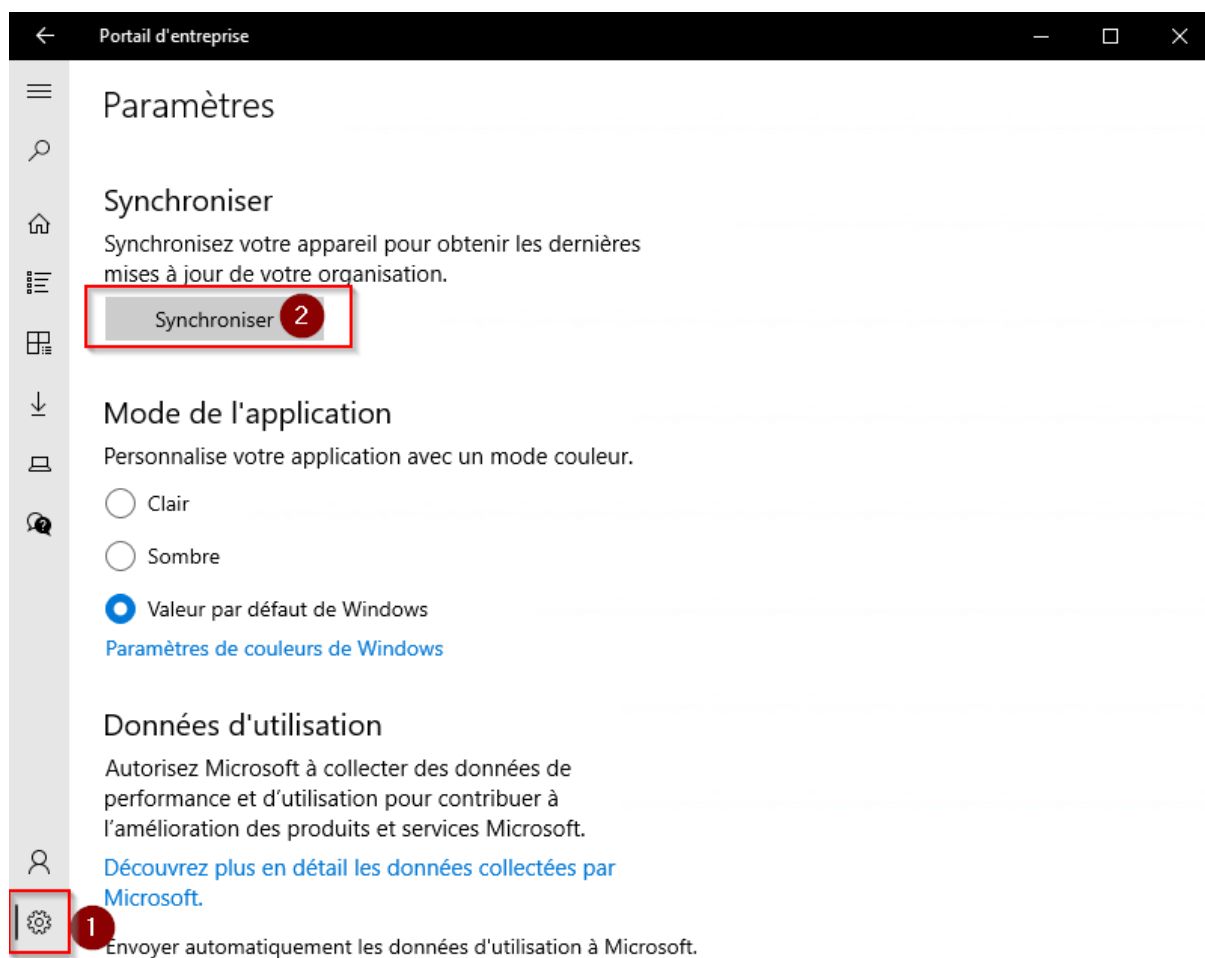 Portail d'entreprise
Paramètres
Synchroniser
Synchronisez votre appareil pour obtenir les dernières
mises à jour de votre organisation.
Synchroniser 2
Mode de l'application
Personnalise votre application avec un mode couleur.
Clair
Sombre
Valeur par défaut de Windows
Paramètres de couleurs de Windows
Données d'utilisation
Autorisez Microsoft à collecter des données de
performance et d’utilisation pour contribuer à
l’amélioration des produits et services Microsoft.
Découvrez plus en détail les données collectées par
Microsoft.
1
Envoyer automatiquement les données d'utilisation à Microsoft.